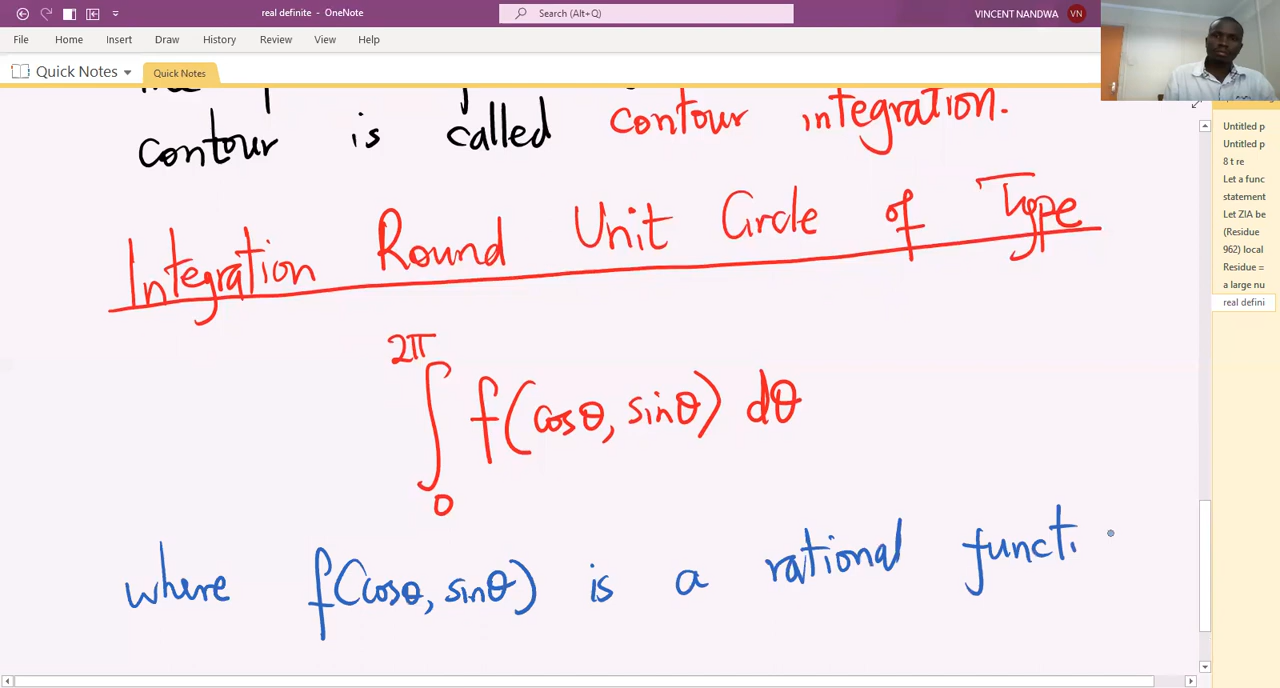 real definite - OneNote
Search (Alt+Q)
VINCENT NANDWA VN
File Home Insert Draw History Review View Help
Quick Notes Quick Notes
contour is called contour integration.
Integration Round Unit Circle of Type
2π
∫ f(cosθ, sinθ) dθ
0
where f(cosθ, sinθ) is a rational functi
Untitled p
Untitled p
8 t re
Let a func
statement
Let ZIA be
(Residue
962) local
Residue =
a large nu
real defini